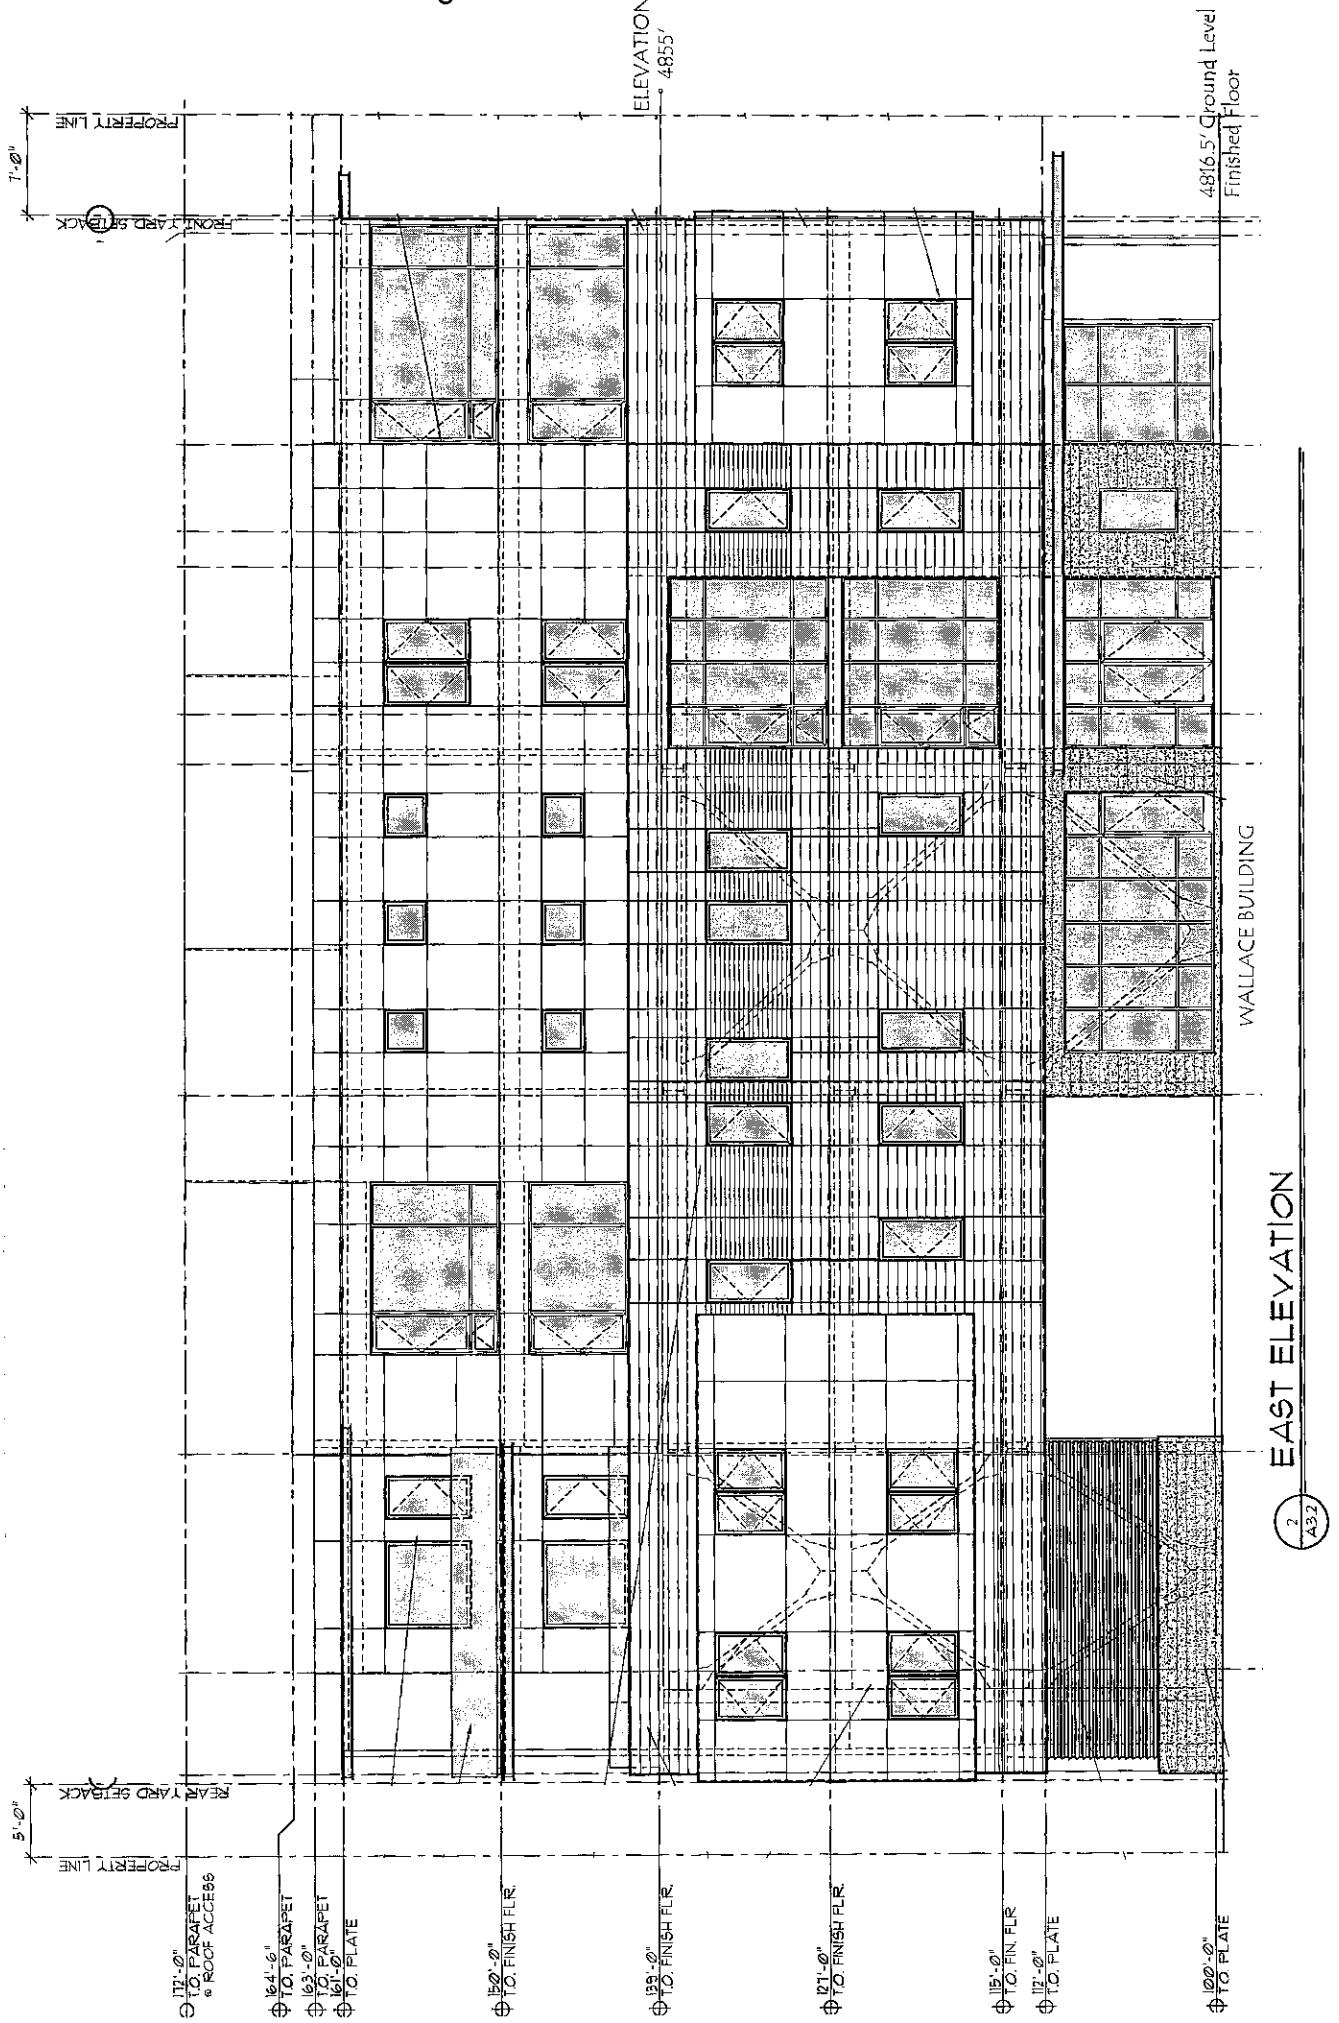 7'-0"
PROPERTY LINE
FRONT YARD SETBACK
ELEVATION
4855'
4816.5' Ground Level
Finished Floor
WALLACE BUILDING
5'-0"
PROPERTY LINE
REAR YARD SETBACK
172'-0"
T.O. PARAPET
@ ROOF ACCESS
164'-6"
T.O. PARAPET
163'-0"
T.O. PARAPET
161'-0"
T.O. PLATE
150'-0"
T.O. FINISH FLR.
139'-0"
T.O. FINISH FLR.
127'-0"
T.O. FINISH FLR.
115'-0"
T.O. FIN. FLR
112'-0"
T.O. PLATE
100'-0"
T.O. PLATE
2
A3.2
EAST ELEVATION